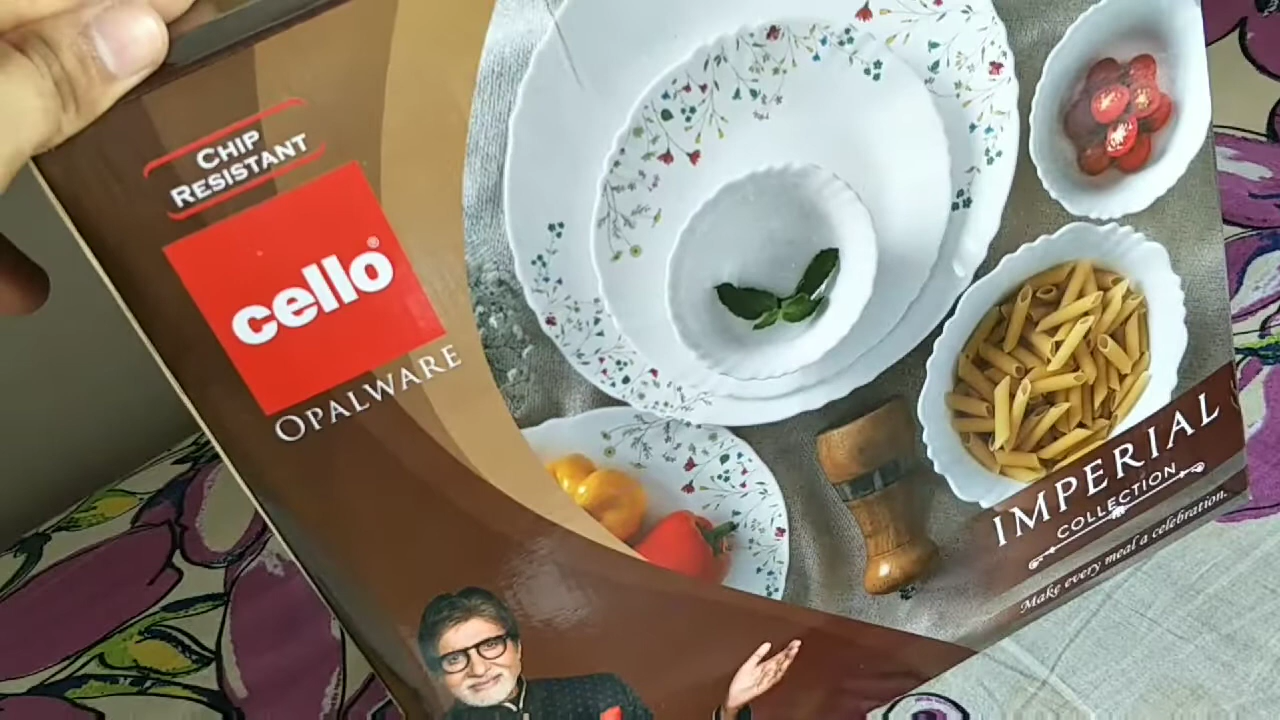 CHIP
RESISTANT
cello®
OPALWARE
IMPERIAL
COLLECTION
Make every meal a celebration.